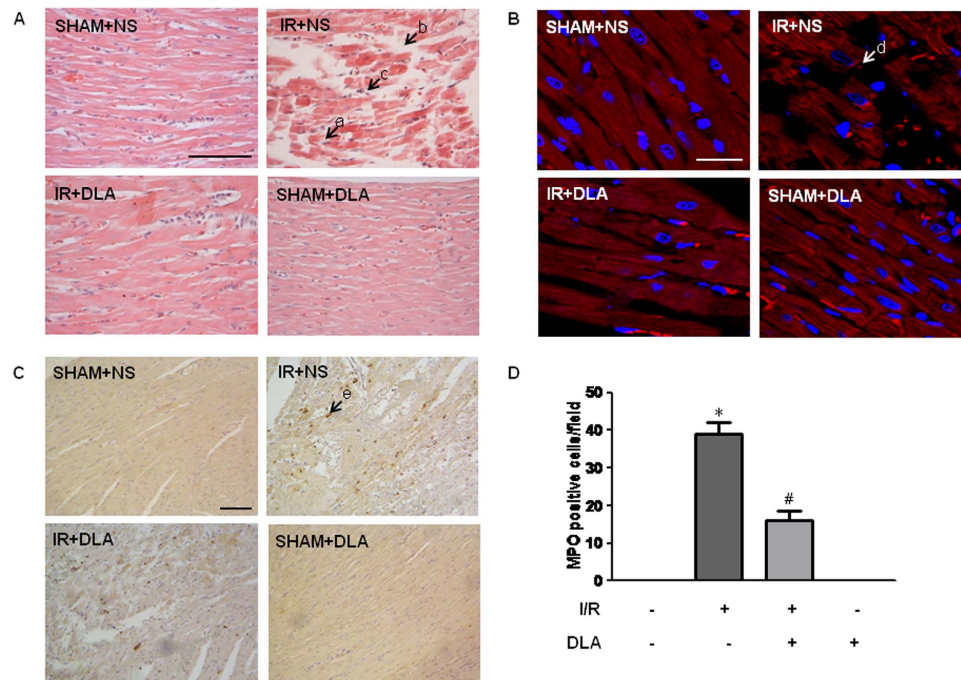 A
SHAM+NS
IR+NS
b
c
a
IR+DLA
SHAM+DLA
B
SHAM+NS
IR+NS
d
IR+DLA
SHAM+DLA
C
SHAM+NS
IR+NS
e
IR+DLA
SHAM+DLA
D
MPO positive cells/field
50
40
30
20
10
0
*
#
I/R - + + -
DLA - - + +